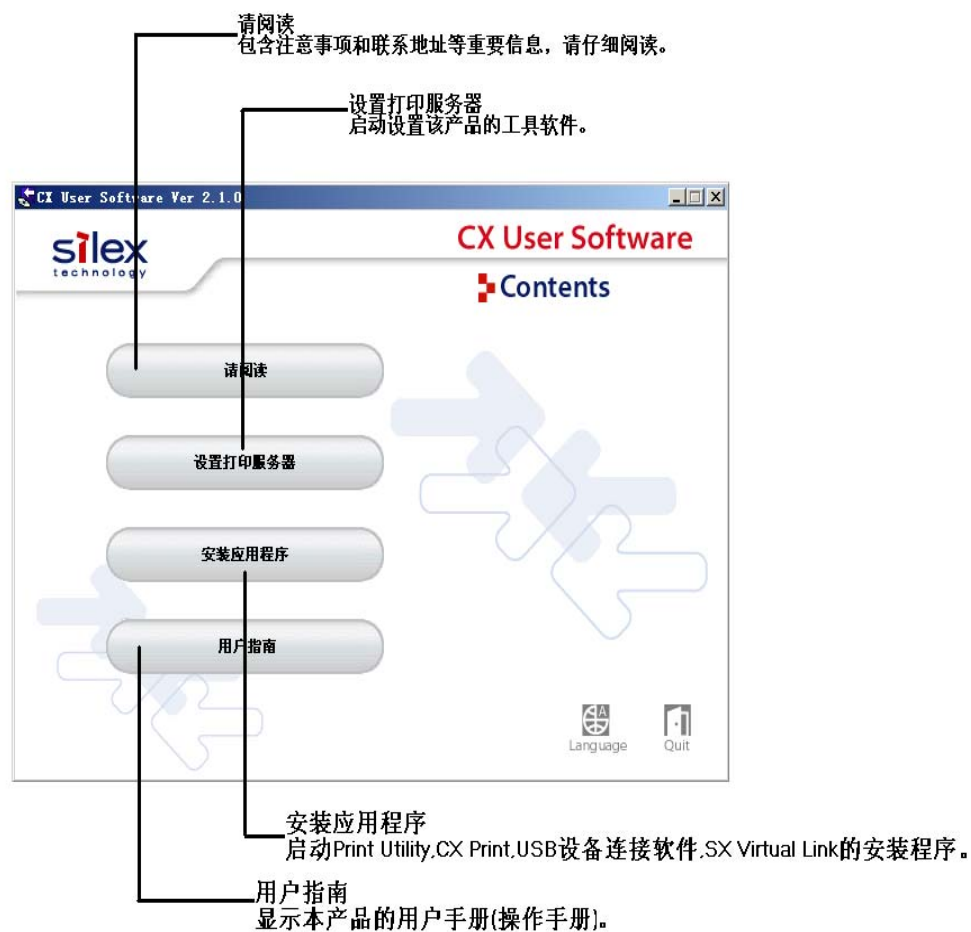 请阅读
包含注意事项和联系地址等重要信息，请仔细阅读。
设置打印服务器
启动设置该产品的工具软件。
CX User Software Ver 2.1.0
silex
technology
CX User Software
Contents
请阅读
设置打印服务器
安装应用程序
用户指南
Language
Quit
安装应用程序
启动Print Utility,CX Print,USB设备连接软件,SX Virtual Link的安装程序。
用户指南
显示本产品的用户手册(操作手册)。